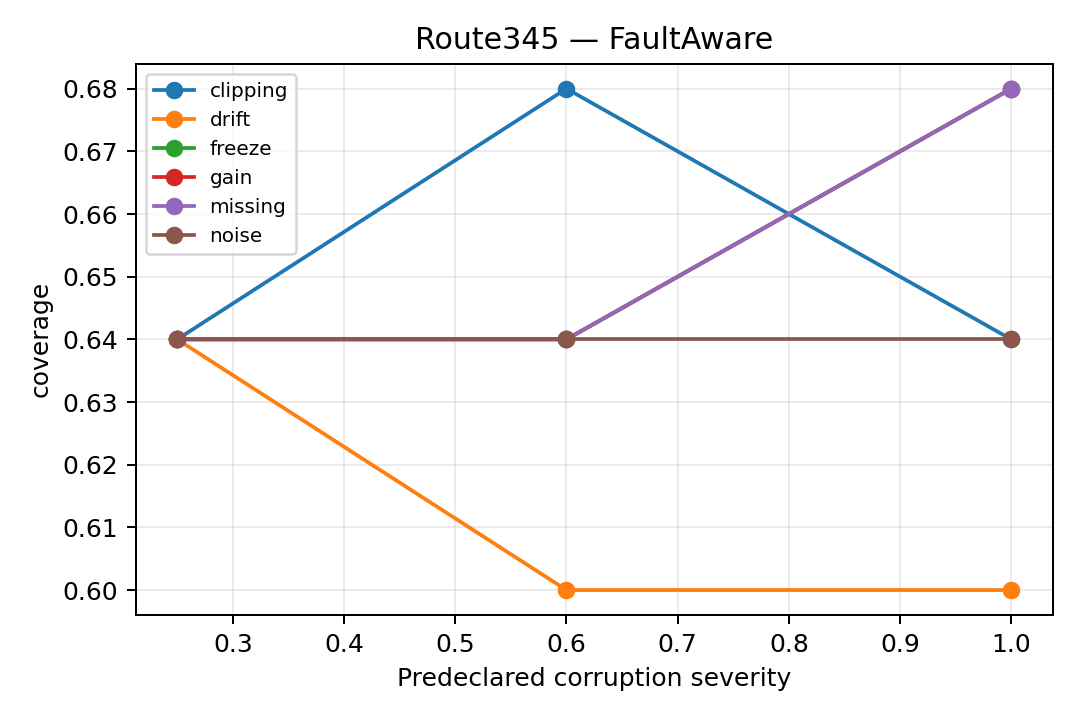 Route345 — FaultAware
clipping
drift
freeze
gain
missing
noise
0.68
0.67
0.66
0.65
0.64
0.63
0.62
0.61
0.60
coverage
0.3 0.4 0.5 0.6 0.7 0.8 0.9 1.0
Predeclared corruption severity